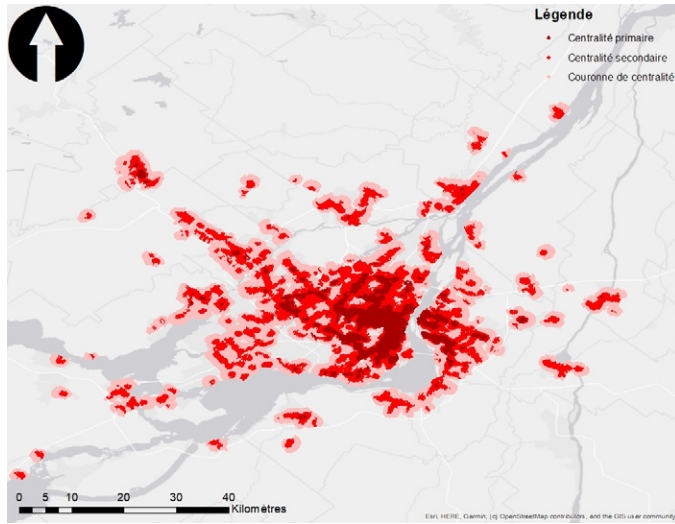 Légende
Centralité primaire
Centralité secondaire
Couronne de centralité
0 5 10 20 30 40
Kilomètres
Esri, HERE, Garmin, (c) OpenStreetMap contributors, and the GIS user community